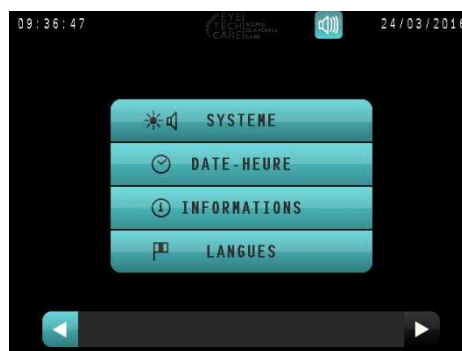 09:36:47
EYE
TECH
CARE
24/03/2016
SYSTEME
DATE-HEURE
INFORMATIONS
LANGUES